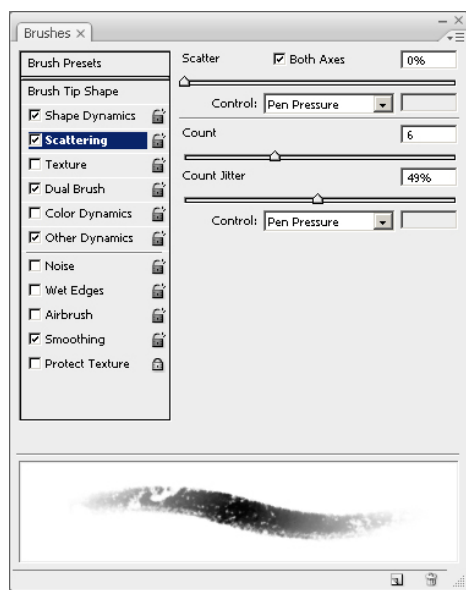 Brushes ×
Brush Presets
Brush Tip Shape
Shape Dynamics
Scattering
Texture
Dual Brush
Color Dynamics
Other Dynamics
Noise
Wet Edges
Airbrush
Smoothing
Protect Texture
Scatter Both Axes 0%
Control: Pen Pressure
Count 6
Count Jitter 49%
Control: Pen Pressure